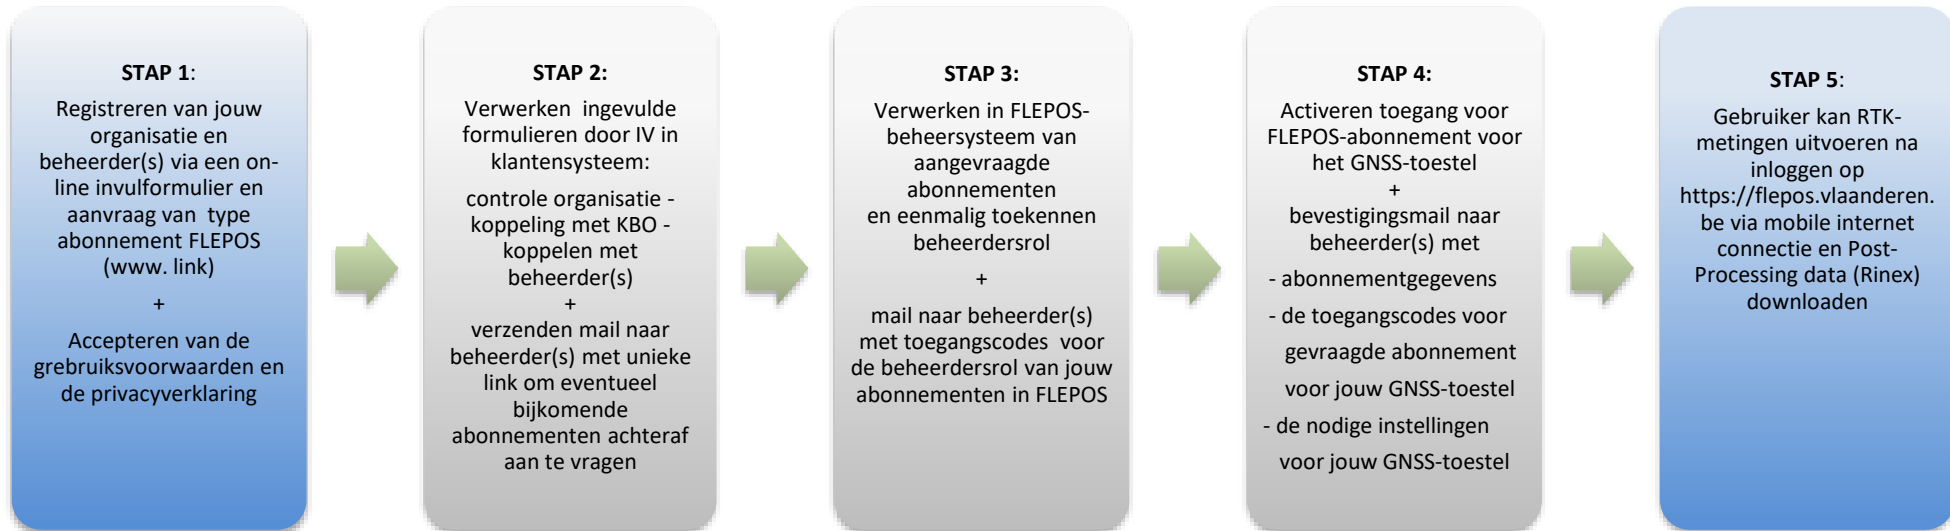 STAP 1:
Registreren van jouw
organisatie en
beheerder(s) via een on-
line invulformulier en
aanvraag van type
abonnement FLEPOS
(www. link)
+
Accepteren van de
grebruiksvoorwaarden en
de privacyverklaring
STAP 2:
Verwerken ingevulde
formulieren door IV in
klantensysteem:
controle organisatie -
koppeling met KBO -
koppelen met
beheerder(s)
+
verzenden mail naar
beheerder(s) met unieke
link om eventueel
bijkomende
abonnementen achteraf
aan te vragen
STAP 3:
Verwerken in FLEPOS-
beheersysteem van
aangevraagde
abonnementen
en eenmalig toekennen
beheerdersrol
+
mail naar beheerder(s)
met toegangscodes voor
de beheerdersrol van jouw
abonnementen in FLEPOS
STAP 4:
Activeren toegang voor
FLEPOS-abonnement voor
het GNSS-toestel
+
bevestigingsmail naar
beheerder(s) met
- abonnementgegevens
- de toegangscodes voor
gevraagde abonnement
voor jouw GNSS-toestel
- de nodige instellingen
voor jouw GNSS-toestel
STAP 5:
Gebruiker kan RTK-
metingen uitvoeren na
inloggen op
https://flepos.vlaanderen.
be via mobile internet
connectie en Post-
Processing data (Rinex)
downloaden